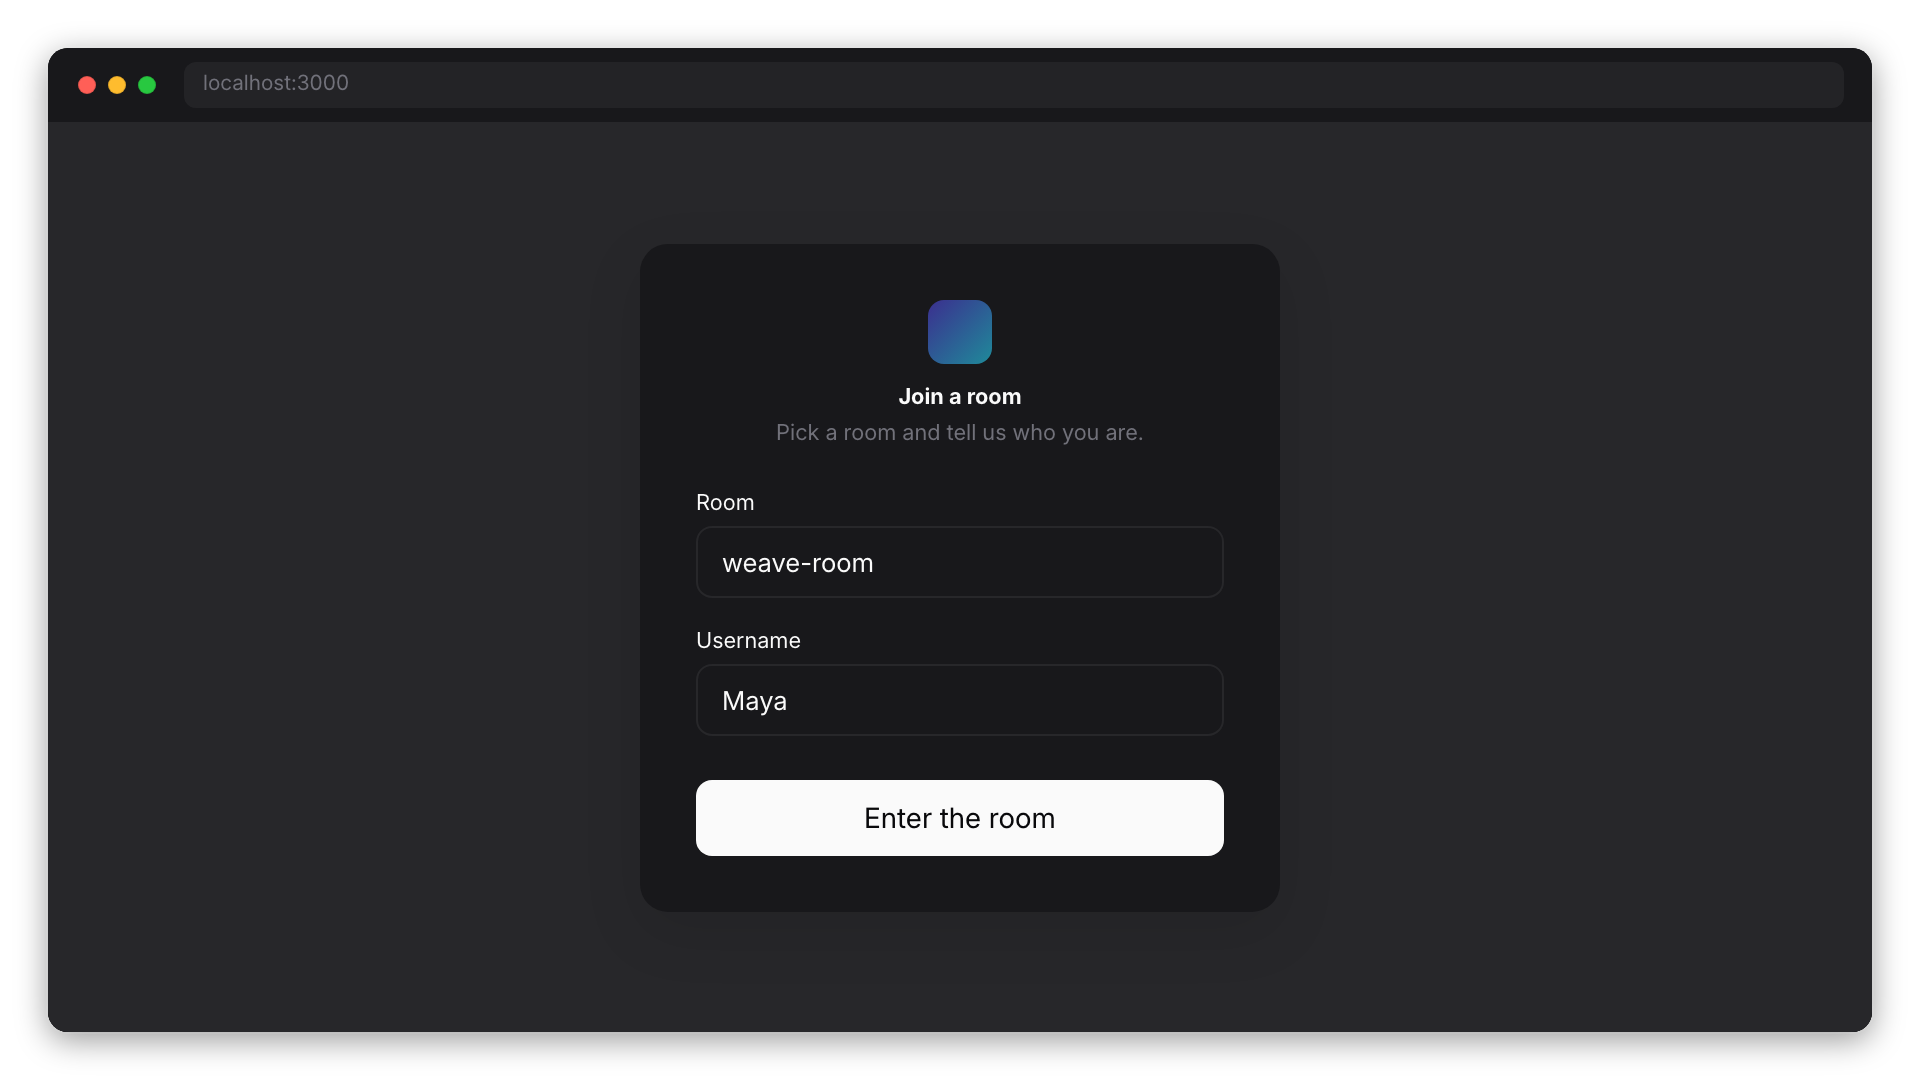 localhost:3000
Join a room
Pick a room and tell us who you are.
Room
weave-room
Username
Maya
Enter the room